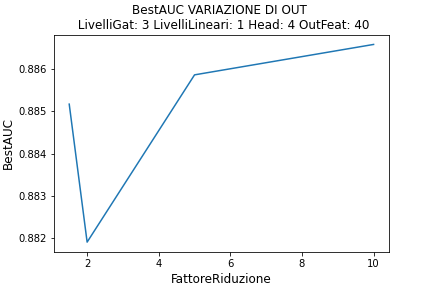 BestAUC VARIAZIONE DI OUT
LivelliGat: 3 LivelliLineari: 1 Head: 4 OutFeat: 40
0.886
0.885
0.884
0.883
0.882
BestAUC
2 4 6 8 10
FattoreRiduzione